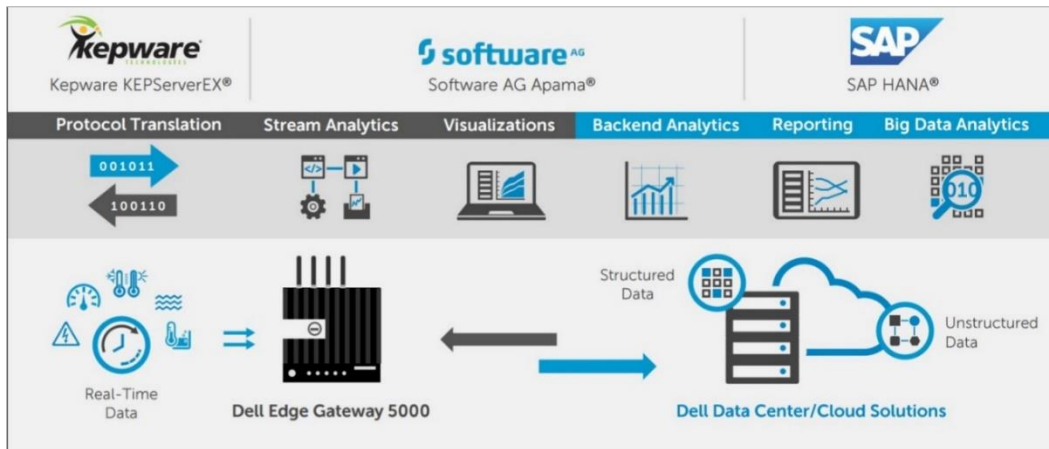 kepware®
TECHNOLOGIES
Kepware KEPServerEX®
software AG
Software AG Apama®
SAP
SAP HANA®
Protocol Translation
Stream Analytics
Visualizations
Backend Analytics
Reporting
Big Data Analytics
001011
100110
</>
010
Real-Time
Data
Dell Edge Gateway 5000
Structured
Data
Unstructured
Data
Dell Data Center/Cloud Solutions